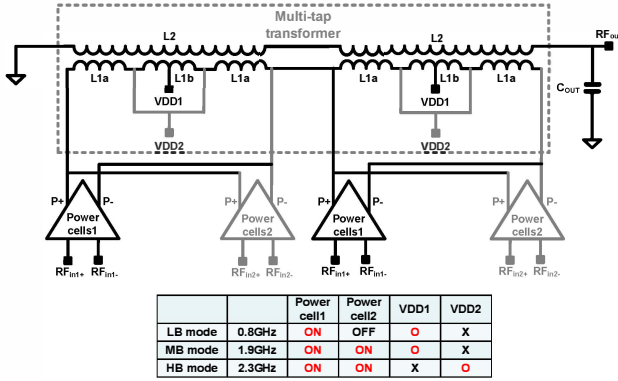 Multi-tap
transformer
L2
L2
RFou
L1a
L1b
L1a
L1a
L1b
L1a
COUT
VDD1
VDD1
VDD2
VDD2
P+
P-
P+
P-
P+
P-
P+
P-
Power
cells1
Power
cells2
Power
cells1
Power
cells2
RFin1+
RFin1-
RFin2+
RFin2-
RFin1+
RFin1-
RFin2+
RFin2-
Power
cell1
Power
cell2
VDD1
VDD2
LB mode 0.8GHz ON OFF O X
MB mode 1.9GHz ON ON O X
HB mode 2.3GHz ON ON X O